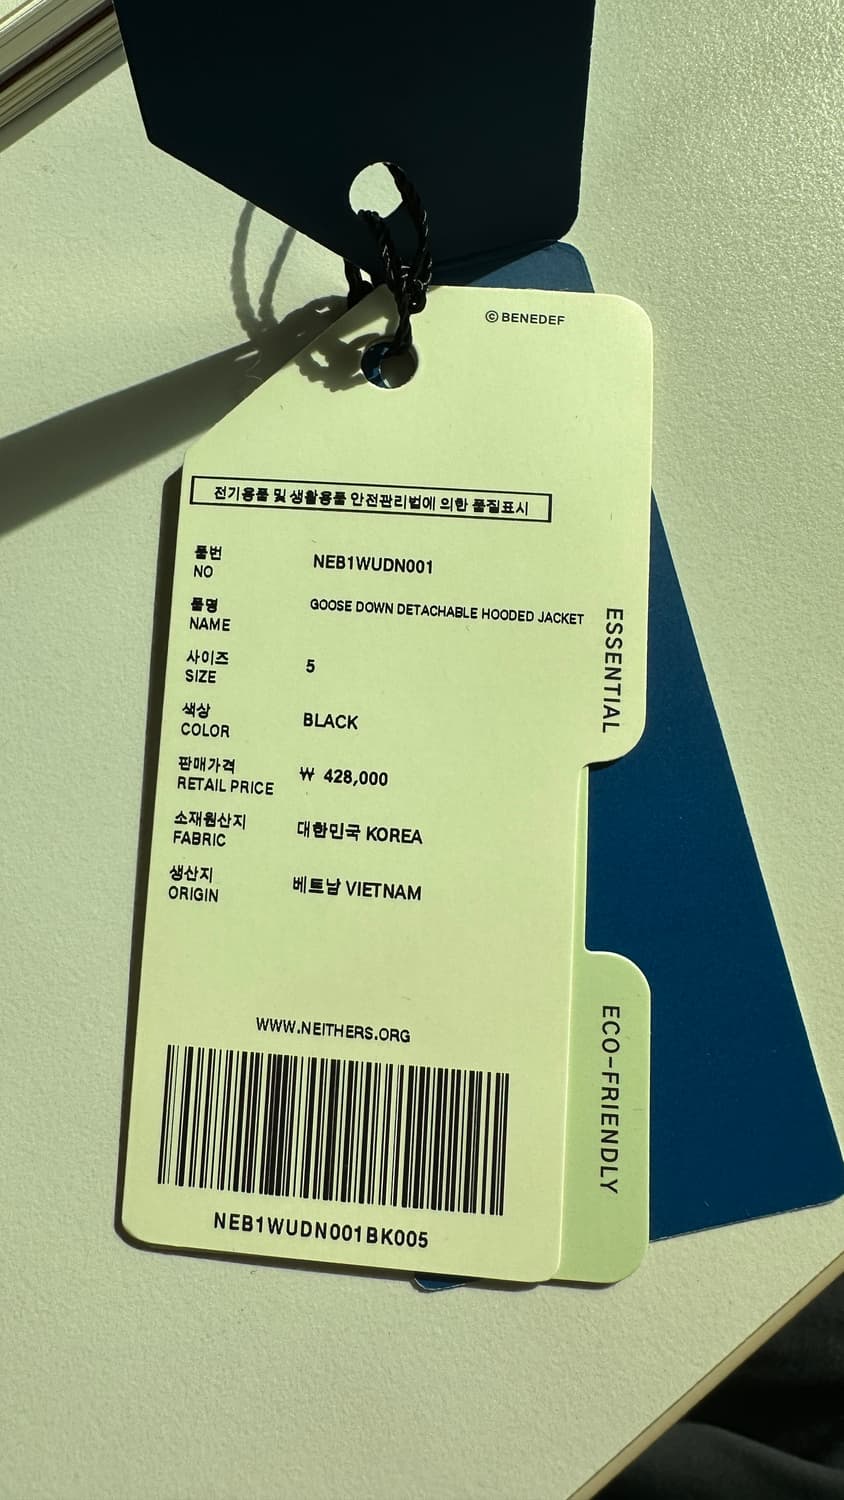 © BENEDEF
전기용품 및 생활용품 안전관리법에 의한 품질표시
품번
NO
NEB1WUDN001
품명
NAME
GOOSE DOWN DETACHABLE HOODED JACKET
사이즈
SIZE
5
색상
COLOR
BLACK
판매가격
RETAIL PRICE
₩ 428,000
소재원산지
FABRIC
대한민국 KOREA
생산지
ORIGIN
베트남 VIETNAM
ESSENTIAL
ECO-FRIENDLY
WWW.NEITHERS.ORG
NEB1WUDN001BK005